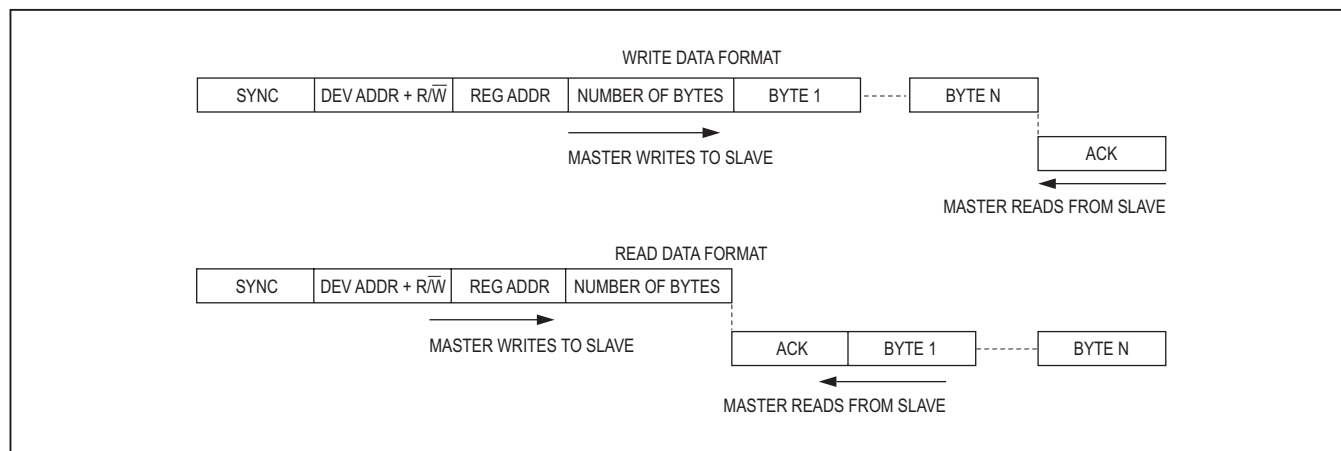 WRITE DATA FORMAT
SYNC DEV ADDR + R/W̅ REG ADDR NUMBER OF BYTES BYTE 1 BYTE N
MASTER WRITES TO SLAVE
ACK
MASTER READS FROM SLAVE
READ DATA FORMAT
SYNC DEV ADDR + R/W̅ REG ADDR NUMBER OF BYTES
MASTER WRITES TO SLAVE
ACK BYTE 1 BYTE N
MASTER READS FROM SLAVE